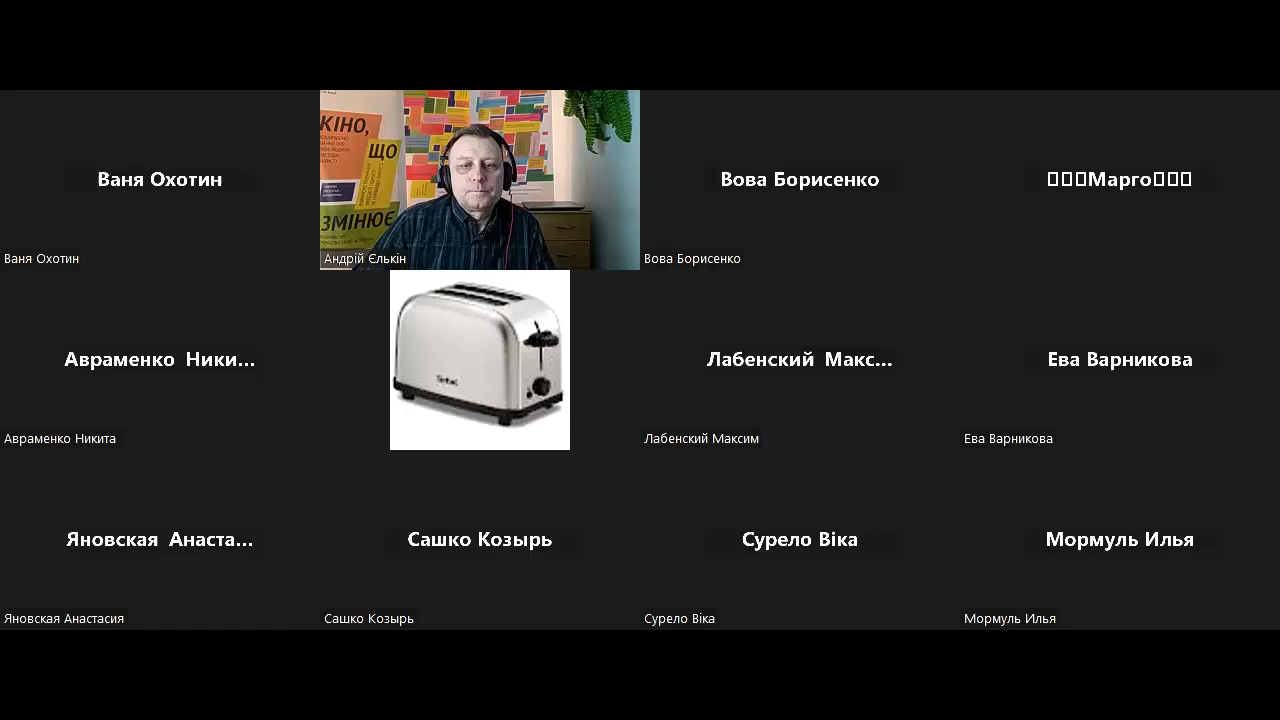 Ваня Охотин
Ваня Охотин
КІНО,
ЩО
ЗМІНЮЄ
Андрій Єлькін
Вова Борисенко
Вова Борисенко
Марго
Авраменко Ники...
Авраменко Никита
Tefal
Лабенский Макс...
Лабенский Максим
Ева Варникова
Ева Варникова
Яновская Анаста...
Яновская Анастасия
Сашко Козырь
Сашко Козырь
Сурело Віка
Сурело Віка
Мормуль Илья
Мормуль Илья